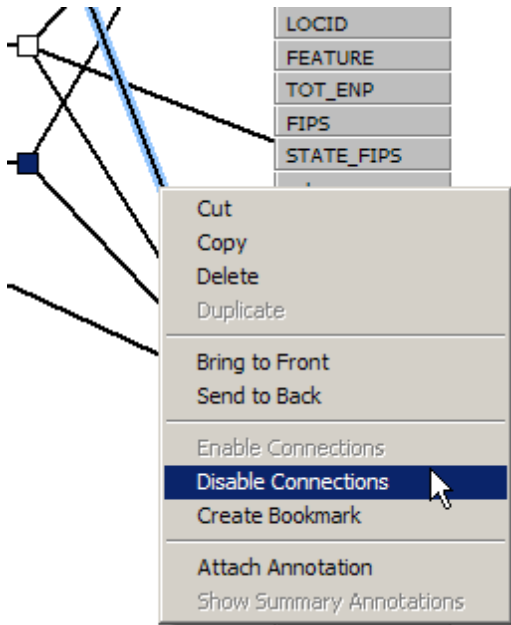 LOCID
FEATURE
TOT_ENP
FIPS
STATE_FIPS
Cut
Copy
Delete
Duplicate
Bring to Front
Send to Back
Enable Connections
Disable Connections
Create Bookmark
Attach Annotation
Show Summary Annotations